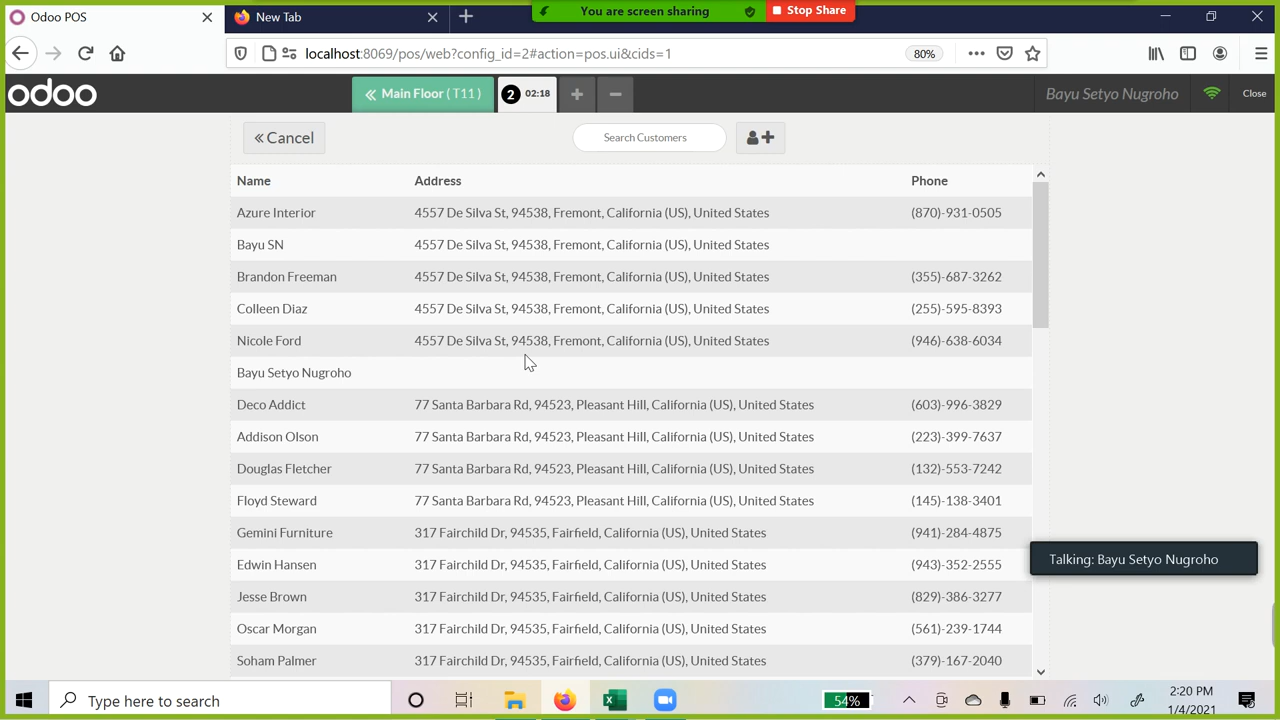 Odoo POS
New Tab
You are screen sharing
Stop Share
localhost:8069/pos/web?config_id=2#action=pos.ui&cids=1
80%
odoo
Main Floor ( T11 )
2 02:18
Bayu Setyo Nugroho
Close
Cancel
Search Customers
Name Address Phone
Azure Interior 4557 De Silva St, 94538, Fremont, California (US), United States (870)-931-0505
Bayu SN 4557 De Silva St, 94538, Fremont, California (US), United States
Brandon Freeman 4557 De Silva St, 94538, Fremont, California (US), United States (355)-687-3262
Colleen Diaz 4557 De Silva St, 94538, Fremont, California (US), United States (255)-595-8393
Nicole Ford 4557 De Silva St, 94538, Fremont, California (US), United States (946)-638-6034
Bayu Setyo Nugroho
Deco Addict 77 Santa Barbara Rd, 94523, Pleasant Hill, California (US), United States (603)-996-3829
Addison Olson 77 Santa Barbara Rd, 94523, Pleasant Hill, California (US), United States (223)-399-7637
Douglas Fletcher 77 Santa Barbara Rd, 94523, Pleasant Hill, California (US), United States (132)-553-7242
Floyd Steward 77 Santa Barbara Rd, 94523, Pleasant Hill, California (US), United States (145)-138-3401
Gemini Furniture 317 Fairchild Dr, 94535, Fairfield, California (US), United States (941)-284-4875
Edwin Hansen 317 Fairchild Dr, 94535, Fairfield, California (US), United States (943)-352-2555
Jesse Brown 317 Fairchild Dr, 94535, Fairfield, California (US), United States (829)-386-3277
Oscar Morgan 317 Fairchild Dr, 94535, Fairfield, California (US), United States (561)-239-1744
Soham Palmer 317 Fairchild Dr, 94535, Fairfield, California (US), United States (379)-167-2040
Talking: Bayu Setyo Nugroho
Type here to search
54%
2:20 PM
1/4/2021